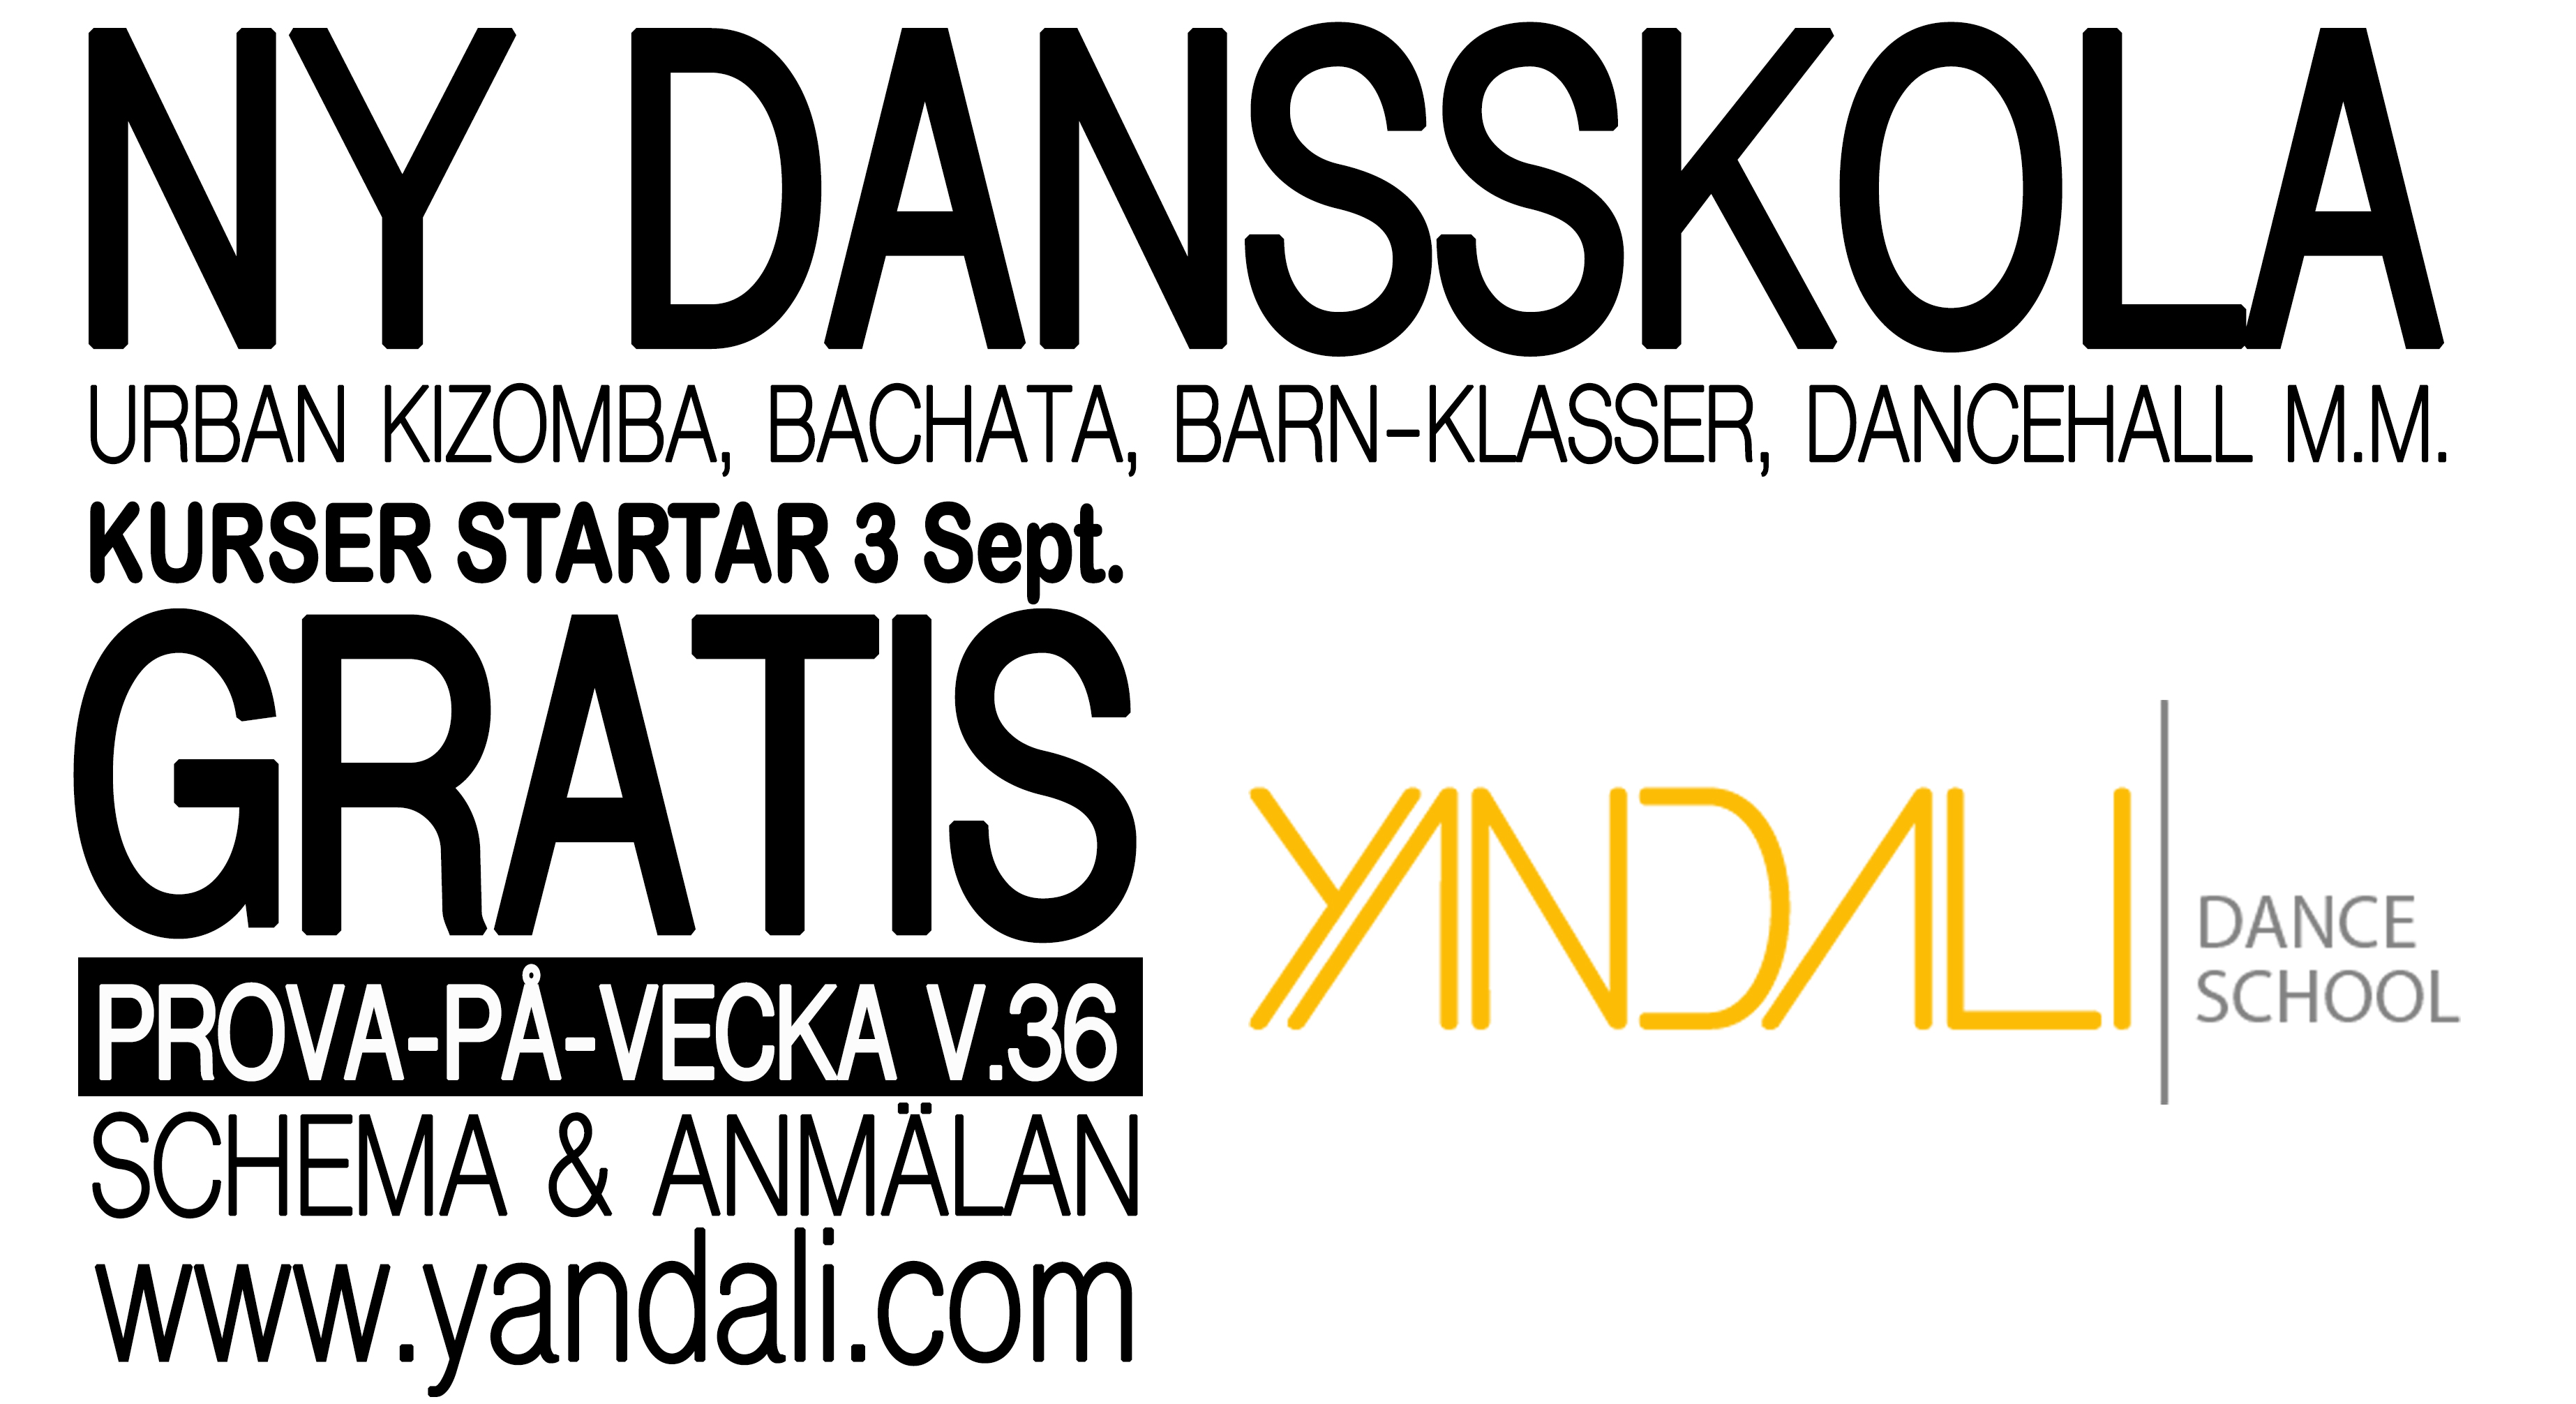 NY DANSSKOLA
URBAN KIZOMBA, BACHATA, BARN-KLASSER, DANCEHALL M.M.
KURSER STARTAR 3 Sept.
GRATIS
PROVA-PÅ-VECKA V.36
SCHEMA & ANMÄLAN
www.yandali.com
YANDALI
DANCE
SCHOOL